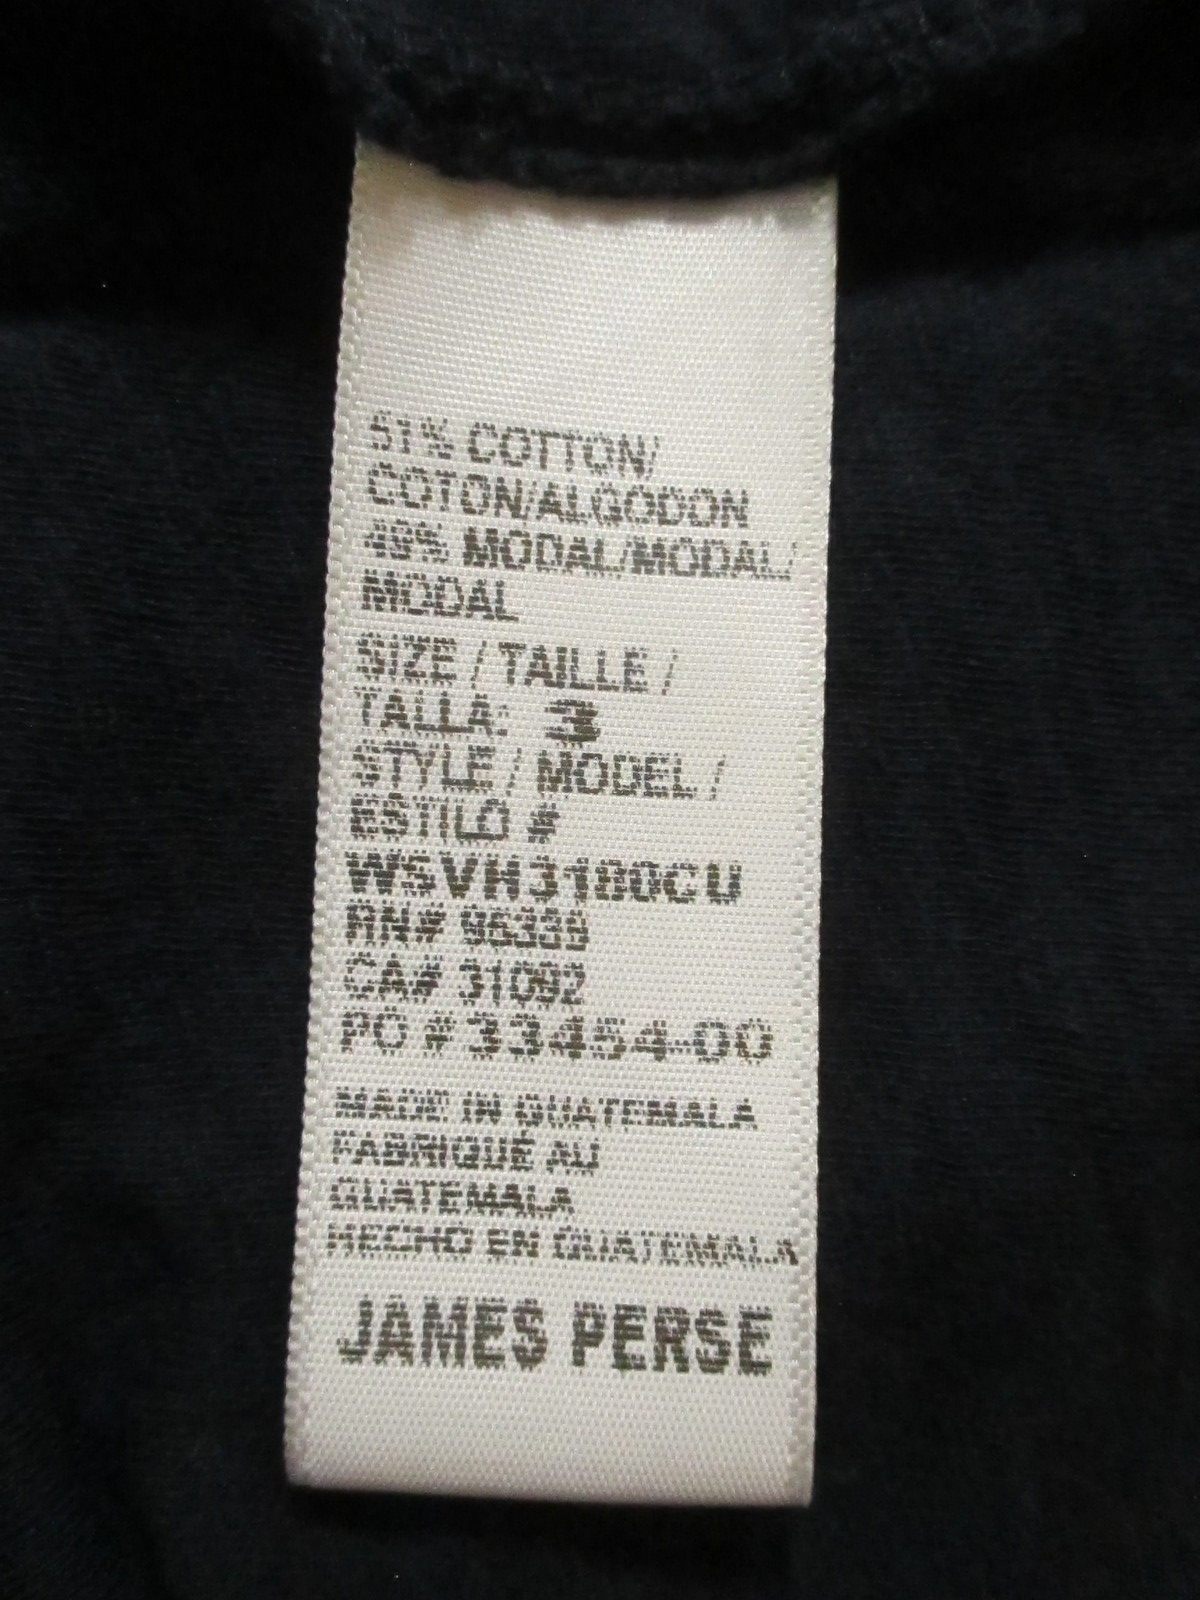 51% COTTON/
COTON/ALGODON
49% MODAL/MODAL/
MODAL
SIZE / TAILLE /
TALLA: 3
STYLE / MODEL /
ESTILO #
WSVH3180CU
RN# 96389
CA# 31092
PO # 33454-00
MADE IN GUATEMALA
FABRIQUÉ AU
GUATEMALA
HECHO EN GUATEMALA
JAMES PERSE